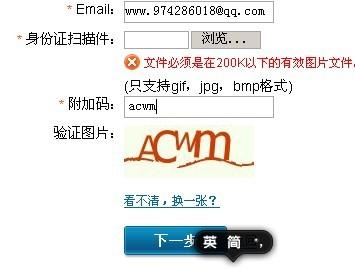 * Email: www.974286018@qq.com
* 身份证扫描件: 浏览...
文件必须是在200K以下的有效图片文件
(只支持gif, jpg, bmp格式)
* 附加码: acwm
验证图片: ACWm
看不清，换一张？
下一步
英 简